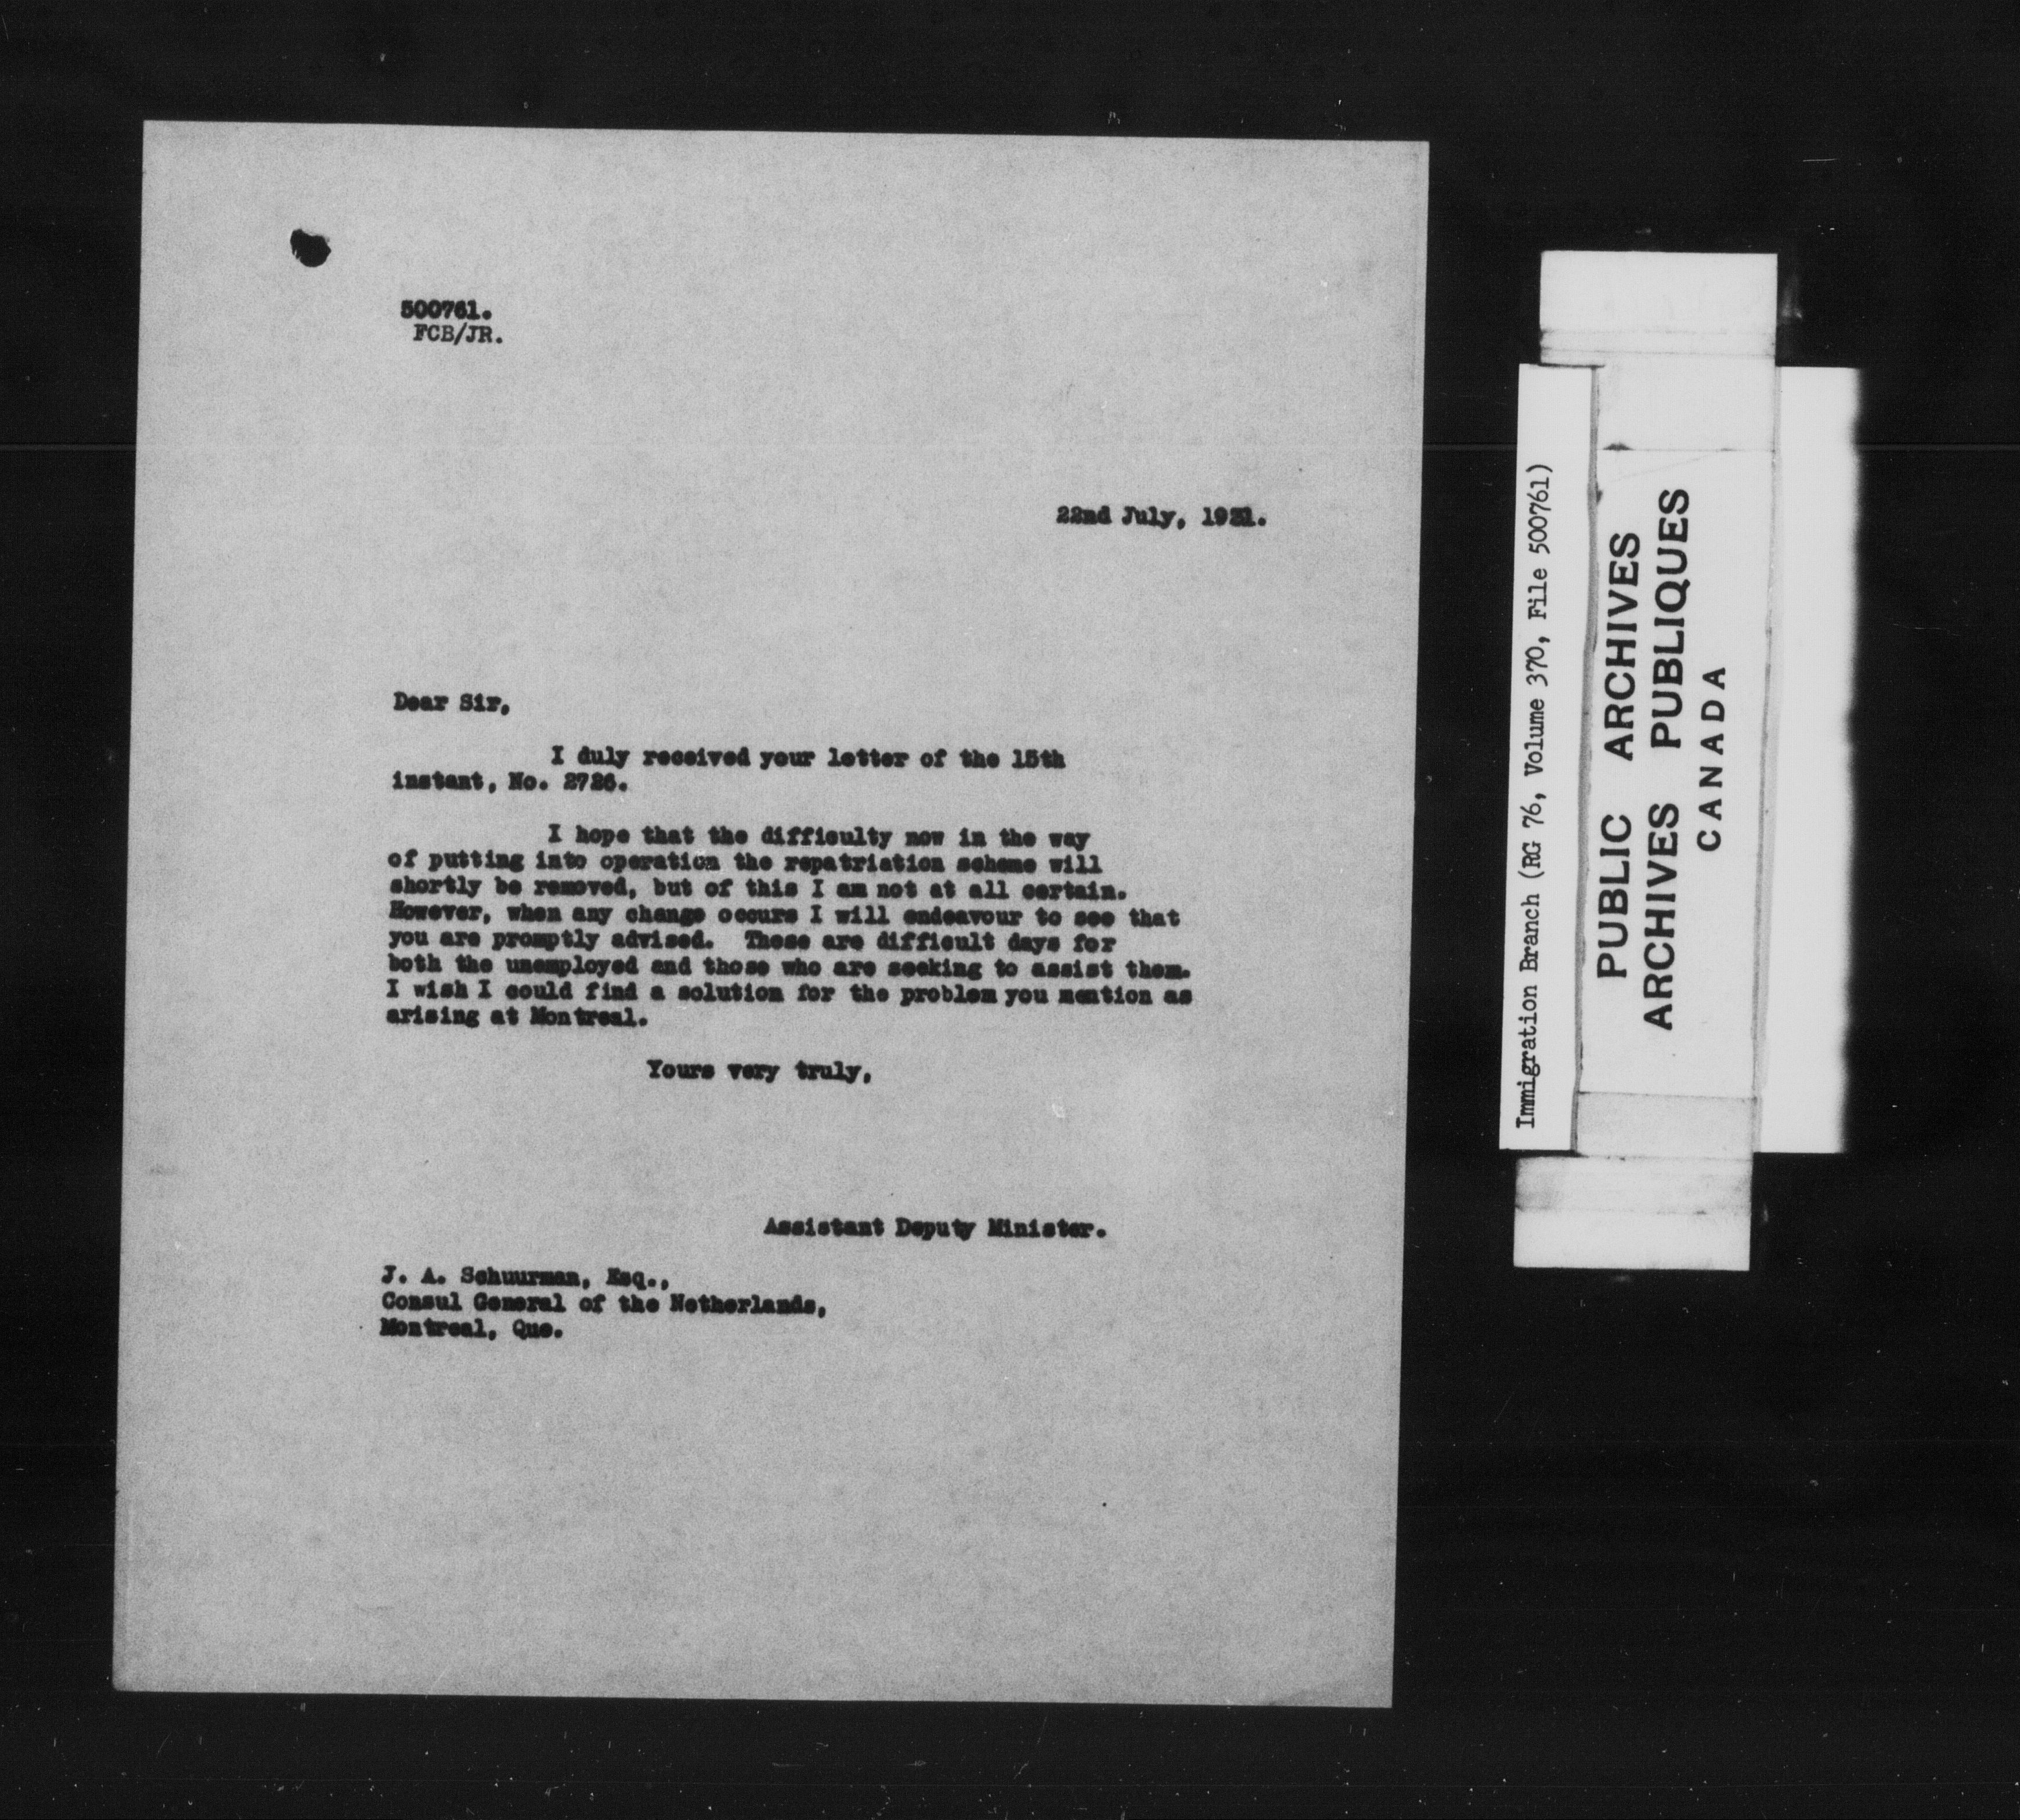 500761.
FCB/JR.
22nd July, 1931.
Dear Sir,
I duly received your letter of the 15th
instant, No. 2726.
I hope that the difficulty now in the way
of putting into operation the repatriation scheme will
shortly be removed, but of this I am not at all certain.
However, when any change occurs I will endeavour to see that
you are promptly advised. These are difficult days for
both the unemployed and those who are seeking to assist them.
I wish I could find a solution for the problem you mention as
arising at Montreal.
Yours very truly,
Assistant Deputy Minister.
J. A. Schuurman, Esq.,
Consul General of the Netherlands,
Montreal, Que.
Immigration Branch (RG 76, Volume 370, File 500761)
PUBLIC ARCHIVES
ARCHIVES PUBLIQUES
CANADA